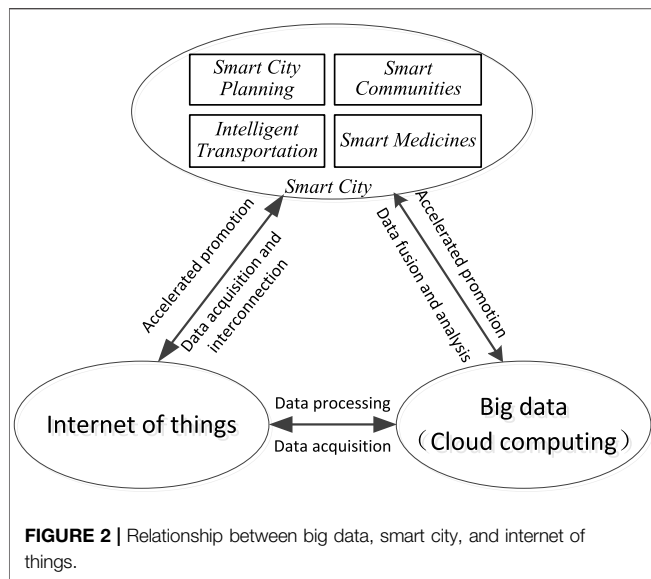 Smart City
Planning
Smart
Communities
Intelligent
Transportation
Smart Medicines
Smart City
Accelerated promotion
Data acquisition and
interconnection
Accelerated promotion
Data fusion and analysis
Internet of things
Data processing
Data acquisition
Big data
（Cloud computing）
FIGURE 2 | Relationship between big data, smart city, and internet of
things.